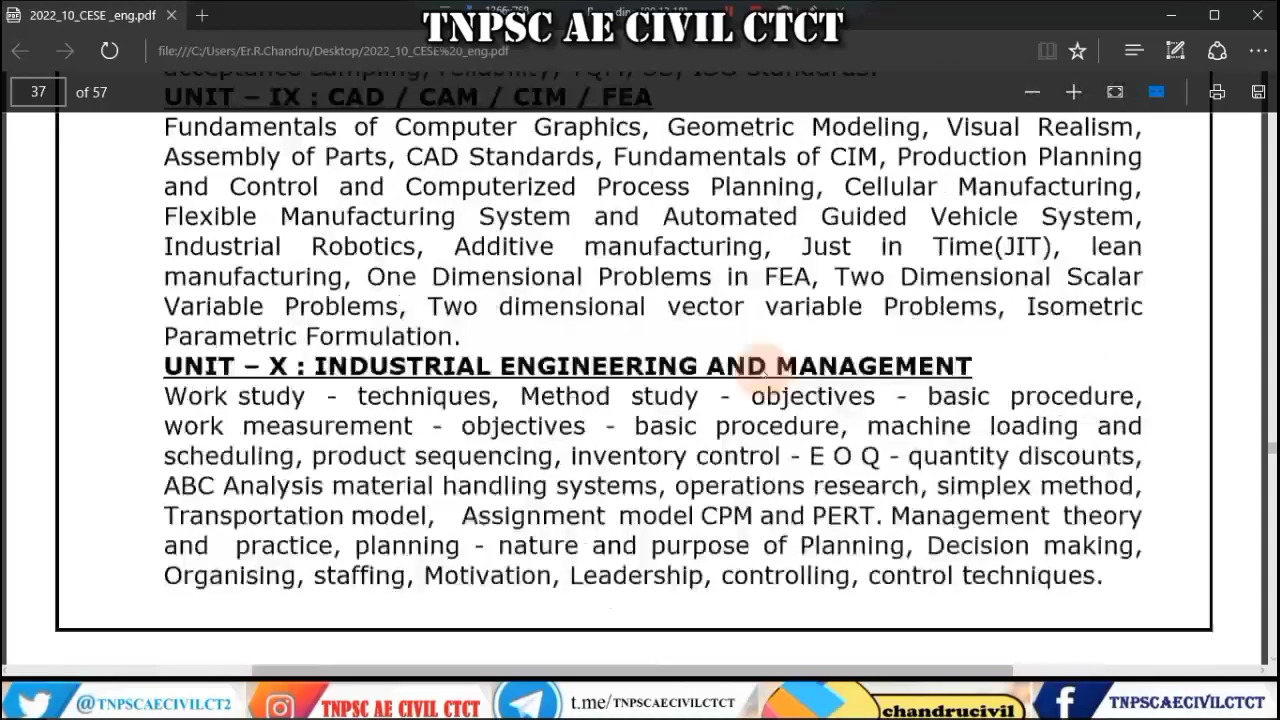 2022_10_CESE _eng.pdf
TNPSC AE CIVIL CTCT
file:///C:/Users/Er.R.Chandru/Desktop/2022_10_CESE%20_eng.pdf
acceptance sampling, reliability, TQM, 
37 of 57
UNIT – IX : CAD / CAM / CIM / FEA
Fundamentals of Computer Graphics, Geometric Modeling, Visual Realism,
Assembly of Parts, CAD Standards, Fundamentals of CIM, Production Planning
and Control and Computerized Process Planning, Cellular Manufacturing,
Flexible Manufacturing System and Automated Guided Vehicle System,
Industrial Robotics, Additive manufacturing, Just in Time(JIT), lean
manufacturing, One Dimensional Problems in FEA, Two Dimensional Scalar
Variable Problems, Two dimensional vector variable Problems, Isometric
Parametric Formulation.
UNIT – X : INDUSTRIAL ENGINEERING AND MANAGEMENT
Work study - techniques, Method study - objectives - basic procedure,
work measurement - objectives - basic procedure, machine loading and
scheduling, product sequencing, inventory control - E O Q - quantity discounts,
ABC Analysis material handling systems, operations research, simplex method,
Transportation model, Assignment model CPM and PERT. Management theory
and practice, planning - nature and purpose of Planning, Decision making,
Organising, staffing, Motivation, Leadership, controlling, control techniques.
@TNPSCAECIVILCT2
TNPSC AE CIVIL CTCT
t.me/TNPSCAECIVILCTCT
chandrucivil
TNPSCAECIVILCTCT